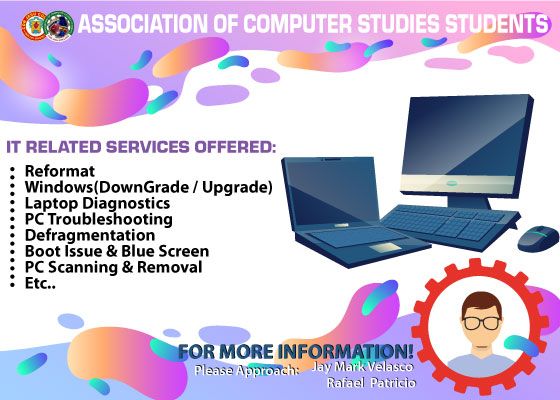 ASSOCIATION OF COMPUTER STUDIES STUDENTS
IT RELATED SERVICES OFFERED:
• Reformat
• Windows(DownGrade / Upgrade)
• Laptop Diagnostics
• PC Troubleshooting
• Defragmentation
• Boot Issue & Blue Screen
• PC Scanning & Removal
• Etc..
FOR MORE INFORMATION!
Please Approach: Jay Mark Velasco
Rafael Patricio